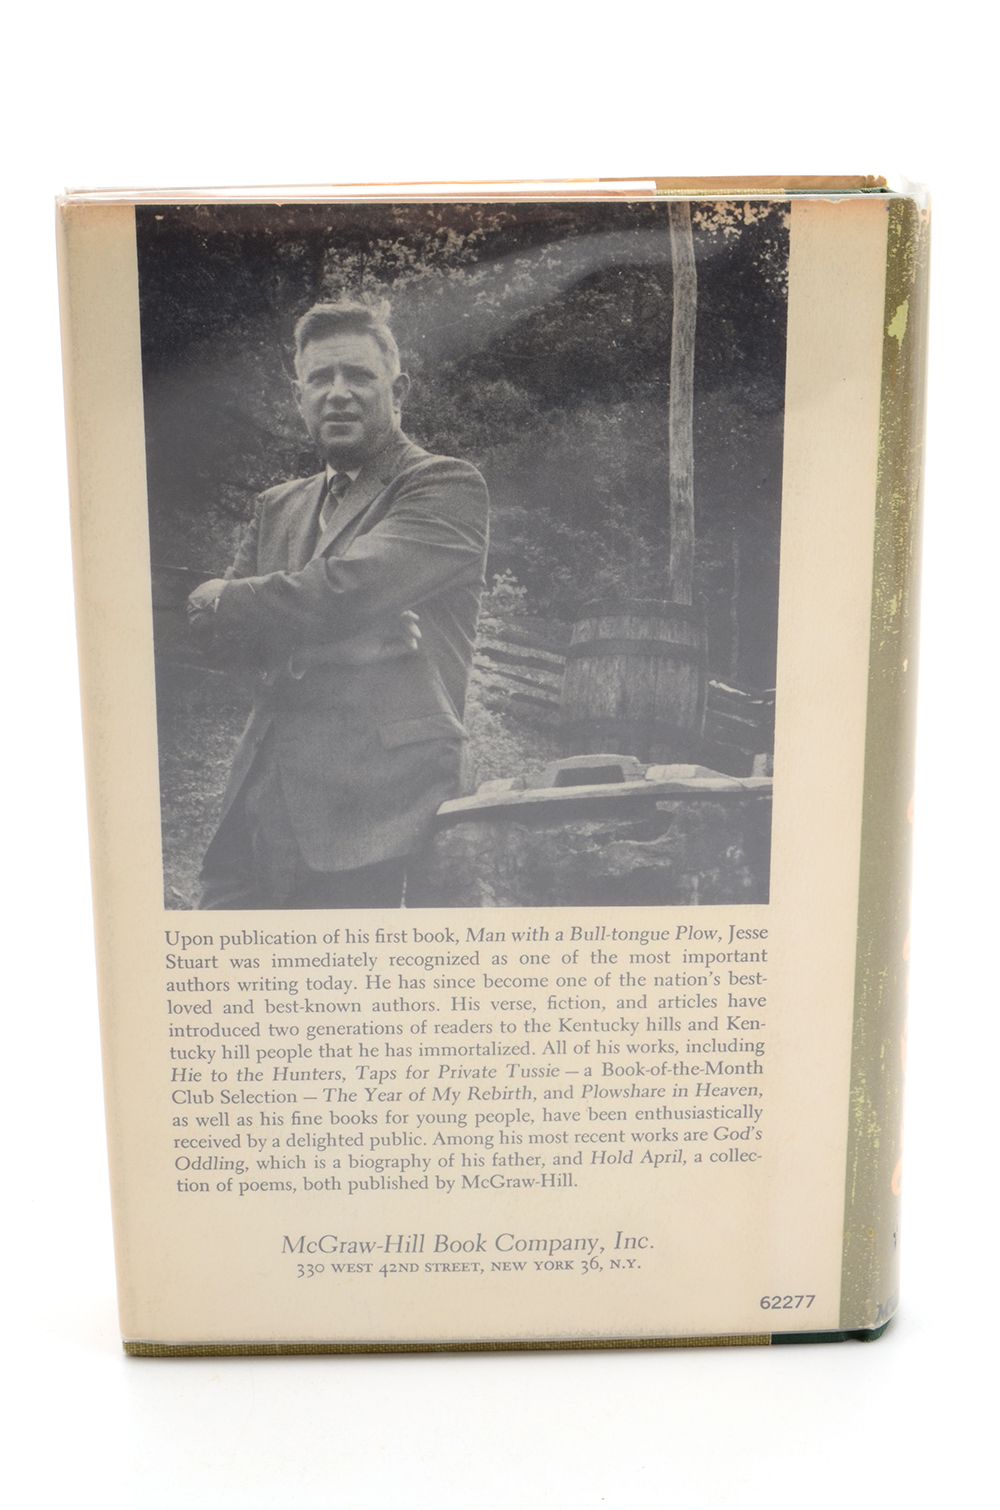 Upon publication of his first book, Man with a Bull-tongue Plow, Jesse
Stuart was immediately recognized as one of the most important
authors writing today. He has since become one of the nation's best-
loved and best-known authors. His verse, fiction, and articles have
introduced two generations of readers to the Kentucky hills and Ken-
tucky hill people that he has immortalized. All of his works, including
Hie to the Hunters, Taps for Private Tussie — a Book-of-the-Month
Club Selection — The Year of My Rebirth, and Plowshare in Heaven,
as well as his fine books for young people, have been enthusiastically
received by a delighted public. Among his most recent works are God's
Oddling, which is a biography of his father, and Hold April, a collec-
tion of poems, both published by McGraw-Hill.
McGraw-Hill Book Company, Inc.
330 WEST 42ND STREET, NEW YORK 36, N.Y.
62277